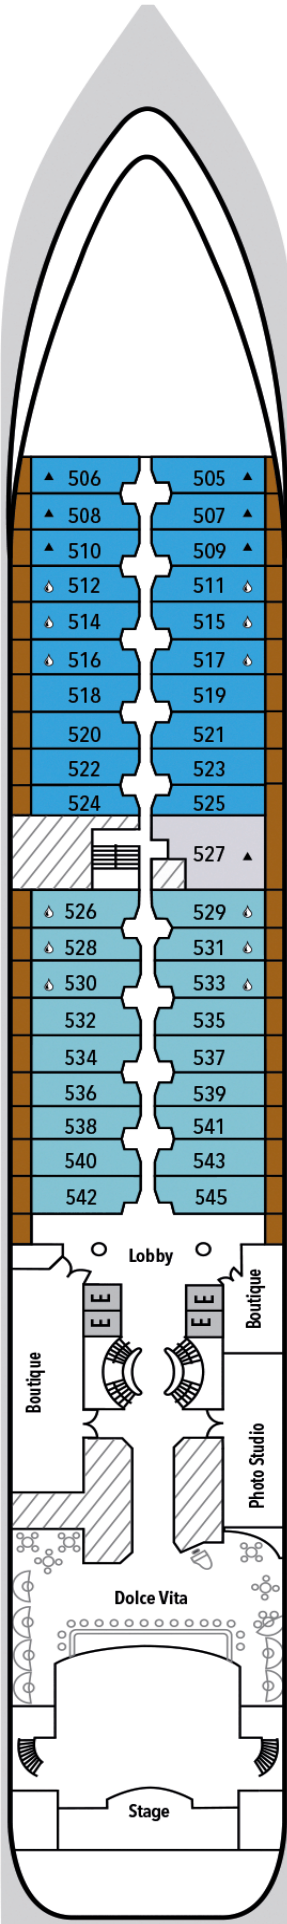 506 505
508 507
510 509
512 511
514 515
516 517
518 519
520 521
522 523
524 525
527
526 529
528 531
530 533
532 535
534 537
536 539
538 541
540 543
542 545
Lobby
E E
E E
Boutique
Boutique
Photo Studio
Dolce Vita
Stage